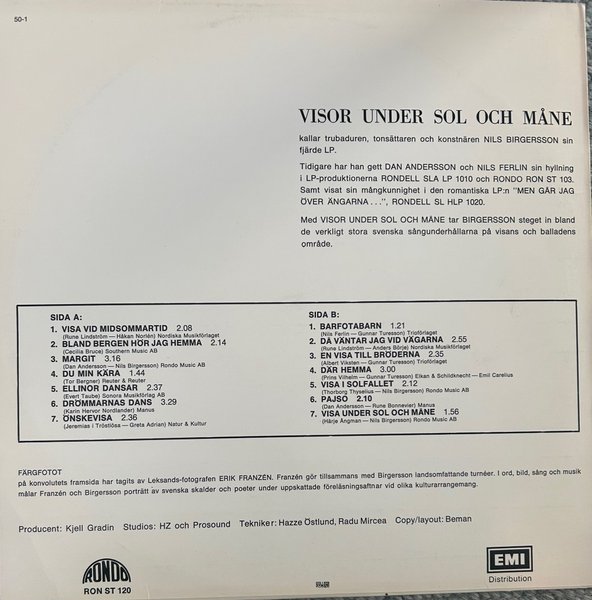 50-1
VISOR UNDER SOL OCH MÅNE
kallar trubaduren, tonsättaren och konstnären NILS BIRGERSSON sin
fjärde LP.
Tidigare har han gett DAN ANDERSSON och NILS FERLIN sin hyllning
i LP-produktionerna RONDELL SLA LP 1010 och RONDO RON ST 103.
Samt visat sin mångkunnighet i den romantiska LP:n "MEN GÅR JAG
ÖVER ÄNGARNA . . .", RONDELL SL HLP 1020.
Med VISOR UNDER SOL OCH MÅNE tar BIRGERSSON steget in bland
de verkligt stora svenska sångunderhållarna på visans och balladens
område.
SIDA A:
1. VISA VID MIDSOMMARTID 2.08
(Rune Lindström — Håkan Norlén) Nordiska Musikförlaget
2. BLAND BERGEN HÖR JAG HEMMA 2.14
(Cecilia Bruce) Southern Music AB
3. MARGIT 3.16
(Dan Andersson — Nils Birgersson) Rondo Music AB
4. DU MIN KÄRA 1.44
(Tor Bergner) Reuter & Reuter
5. ELLINOR DANSAR 2.37
(Evert Taube) Sonora Musikförlag AB
6. DRÖMMARNAS DANS 3.29
(Karin Hervor Nordlander) Manus
7. ÖNSKEVISA 2.36
(Jeremias i Tröstlösa — Greta Adrian) Natur & Kultur
SIDA B:
1. BARFOTABARN 1.21
(Nils Ferlin — Gunnar Turesson) Trioförlaget
2. DÅ VÄNTAR JAG VID VÄGARNA 2.55
(Rune Lindström — Anders Börje) Nordiska Musikförlaget
3. EN VISA TILL BRÖDERNA 2.35
(Albert Viksten — Gunnar Turesson) Trioförlaget
4. DÄR HEMMA 3.00
(Prins Vilhelm — Gunnar Turesson) Elkan & Schildknecht — Emil Carelius
5. VISA I SOLFALLET 2.12
(Thorborg Thyselius — Nils Birgersson) Rondo Music AB
6. PAJSO 2.10
(Dan Andersson — Rune Bonnevier) Manus
7. VISA UNDER SOL OCH MÅNE 1.56
(Härje Ångman — Nils Birgersson) Rondo Music AB
FÄRGFOTOT
på konvolutets framsida har tagits av Leksands-fotografen ERIK FRANZÉN. Franzén gör tillsammans med Birgersson landsomfattande turnéer. I ord, bild, sång och musik
målar Franzén och Birgersson porträtt av svenska skalder och poeter under uppskattade föreläsningsaftnar vid olika kulturarrangemang.
Producent: Kjell Gradin Studios: HZ och Prosound Tekniker: Hazze Östlund, Radu Mircea Copy/layout: Beman
RONDO
RON ST 120
EMI
Distribution